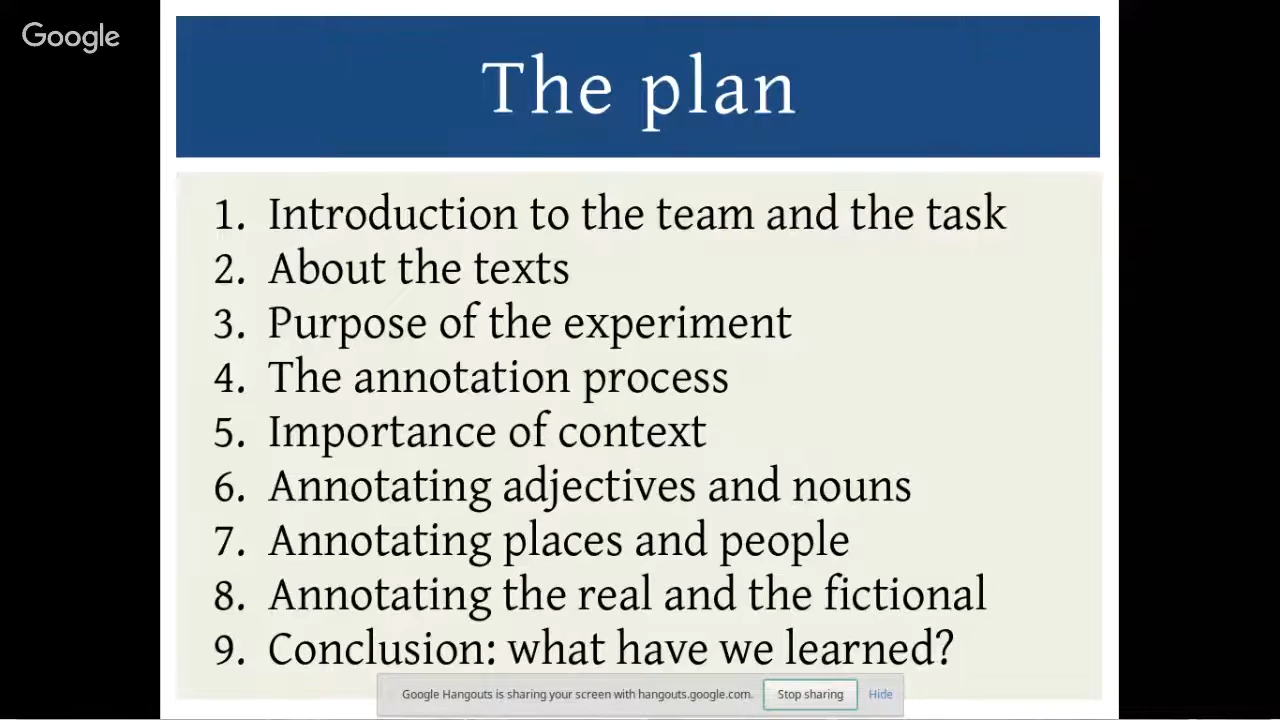 Google
The plan
1. Introduction to the team and the task
2. About the texts
3. Purpose of the experiment
4. The annotation process
5. Importance of context
6. Annotating adjectives and nouns
7. Annotating places and people
8. Annotating the real and the fictional
9. Conclusion: what have we learned?
Google Hangouts is sharing your screen with hangouts.google.com. Stop sharing Hide